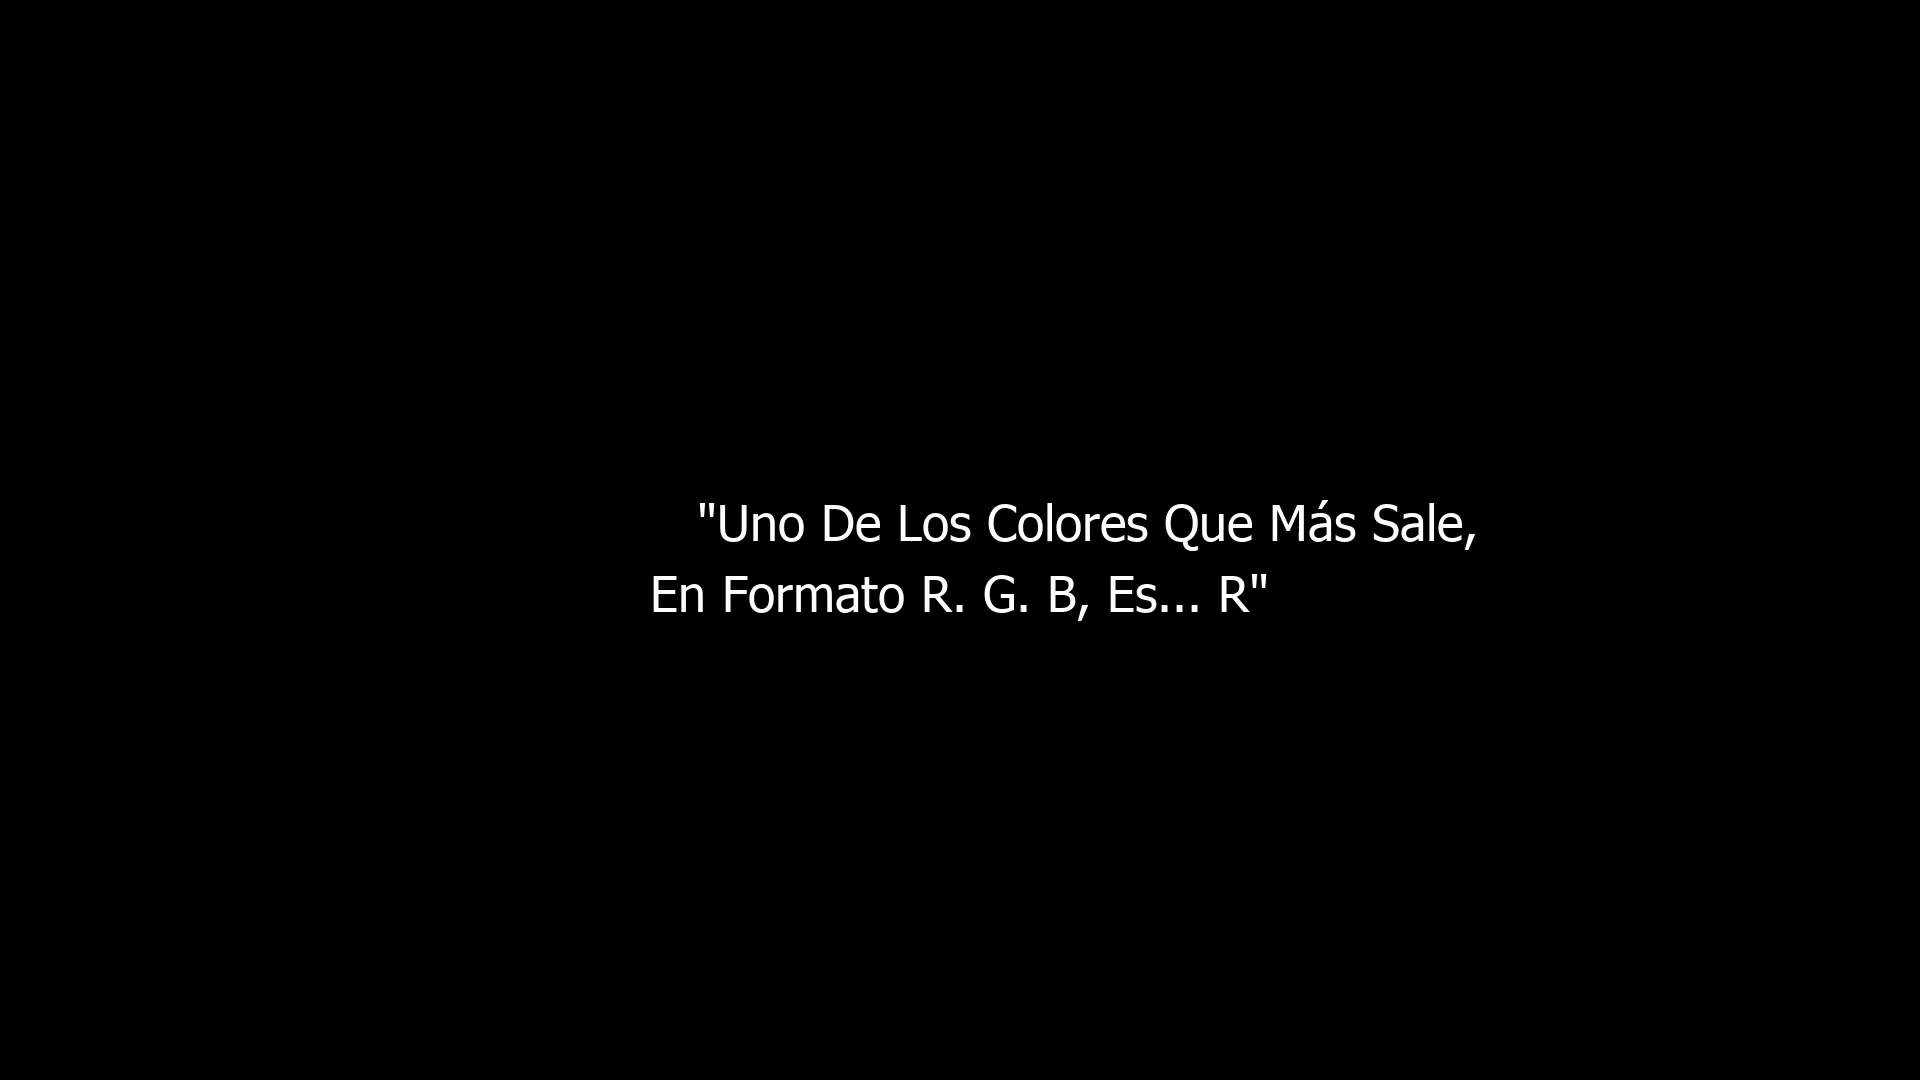 "Uno De Los Colores Que Más Sale,
En Formato R. G. B, Es... R"